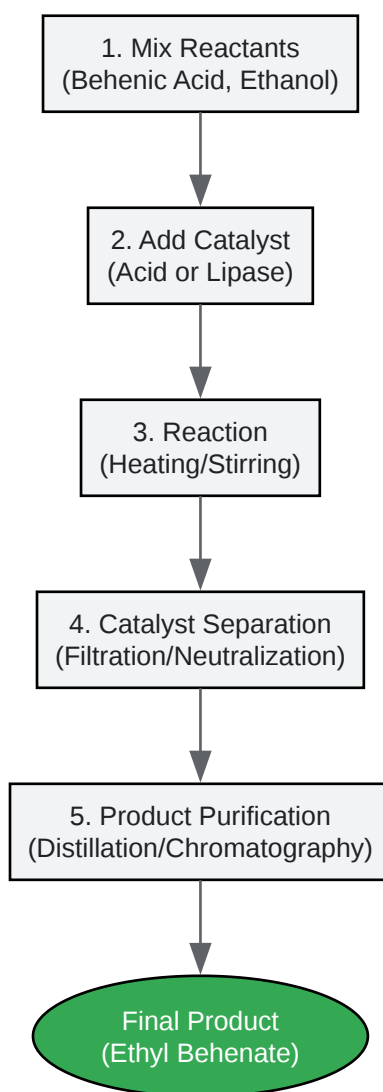 1. Mix Reactants
(Behenic Acid, Ethanol)
2. Add Catalyst
(Acid or Lipase)
3. Reaction
(Heating/Stirring)
4. Catalyst Separation
(Filtration/Neutralization)
5. Product Purification
(Distillation/Chromatography)
Final Product
(Ethyl Behenate)